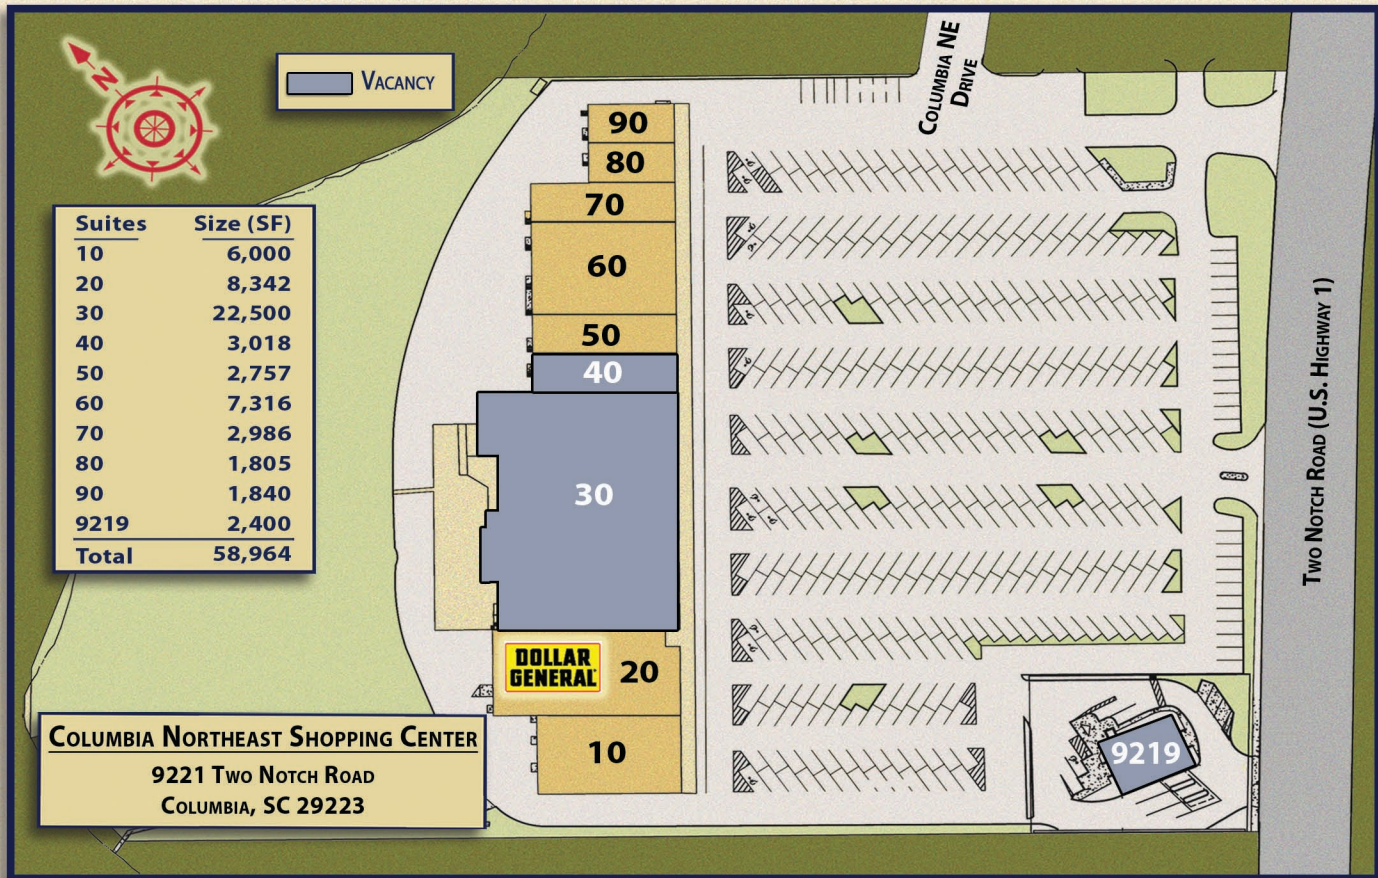 N
VACANCY
COLUMBIA NE
DRIVE
Suites Size (SF)
10 6,000
20 8,342
30 22,500
40 3,018
50 2,757
60 7,316
70 2,986
80 1,805
90 1,840
9219 2,400
Total 58,964
90
80
70
60
50
40
30
DOLLAR
GENERAL
20
10
9219
TWO NOTCH ROAD (U.S. HIGHWAY 1)
COLUMBIA NORTHEAST SHOPPING CENTER
9221 TWO NOTCH ROAD
COLUMBIA, SC 29223